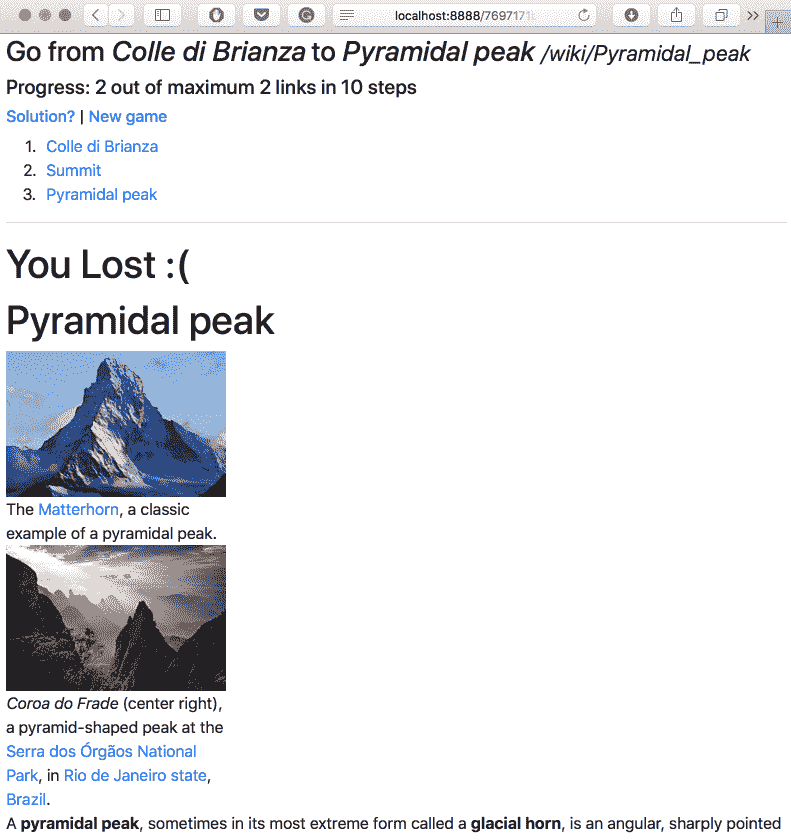 localhost:8888/7697171
Go from Colle di Brianza to Pyramidal peak /wiki/Pyramidal_peak
Progress: 2 out of maximum 2 links in 10 steps
Solution? | New game
1. Colle di Brianza
2. Summit
3. Pyramidal peak
You Lost :(
Pyramidal peak
The Matterhorn, a classic
example of a pyramidal peak.
Coroa do Frade (center right),
a pyramid-shaped peak at the
Serra dos Órgãos National
Park, in Rio de Janeiro state,
Brazil.
A pyramidal peak, sometimes in its most extreme form called a glacial horn, is an angular, sharply pointed